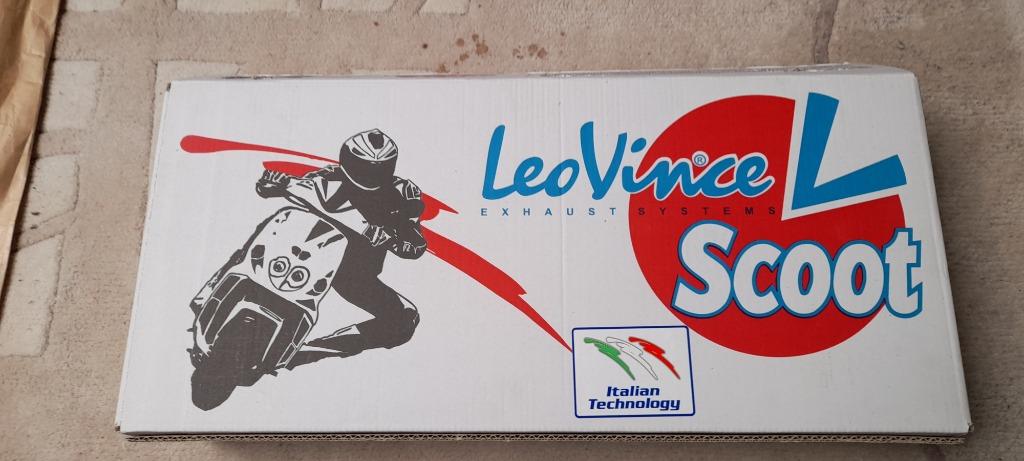 LeoVince®
EXHAUST SYSTEMS
Scoot
Italian
Technology